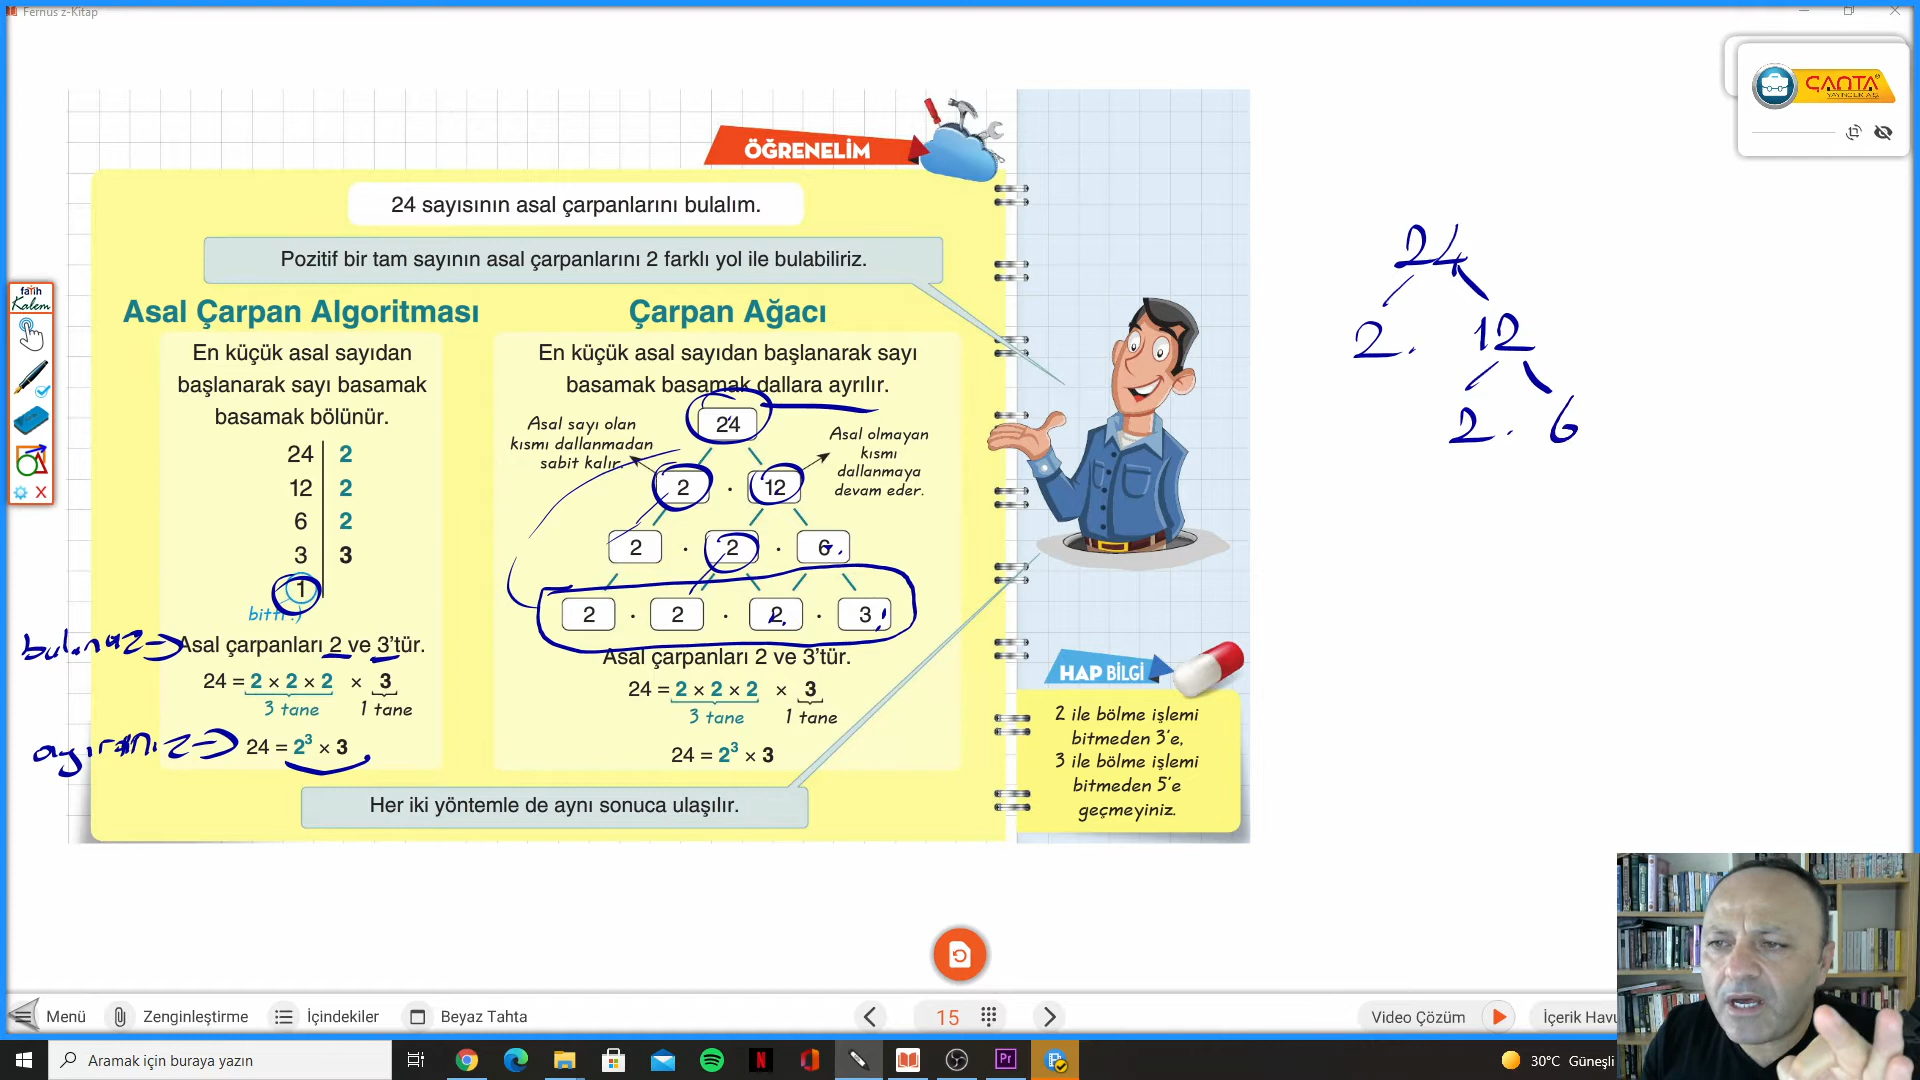 Fernus z-Kitap
ÇANTA
YAYINCILIK A.Ş.
ÖĞRENELİM
24 sayısının asal çarpanlarını bulalım.
Pozitif bir tam sayının asal çarpanlarını 2 farklı yol ile bulabiliriz.
fatih
Kalem
Asal Çarpan Algoritması
En küçük asal sayıdan
başlanarak sayı basamak
basamak bölünür.
24 2
12 2
6 2
3 3
1
bitti :)
bulunuz → Asal çarpanları 2 ve 3'tür.
24 = 2 × 2 × 2 × 3
3 tane 1 tane
ayıranız → 24 = 2³ × 3
Çarpan Ağacı
En küçük asal sayıdan başlanarak sayı
basamak basamak dallara ayrılır.
Asal sayı olan
kısmı dallanmadan
sabit kalır.
Asal olmayan
kısmı
dallanmaya
devam eder.
24
2 · 12
2 · 2 · 6
2 · 2 · 2 · 3
Asal çarpanları 2 ve 3'tür.
24 = 2 × 2 × 2 × 3
3 tane 1 tane
24 = 2³ × 3
Her iki yöntemle de aynı sonuca ulaşılır.
HAP BİLGİ
2 ile bölme işlemi
bitmeden 3'e,
3 ile bölme işlemi
bitmeden 5'e
geçmeyiniz.
24
2 . 12
2 . 6
Menü Zenginleştirme İçindekiler Beyaz Tahta 15 Video Çözüm İçerik Havu
Aramak için buraya yazın
30°C Güneşli